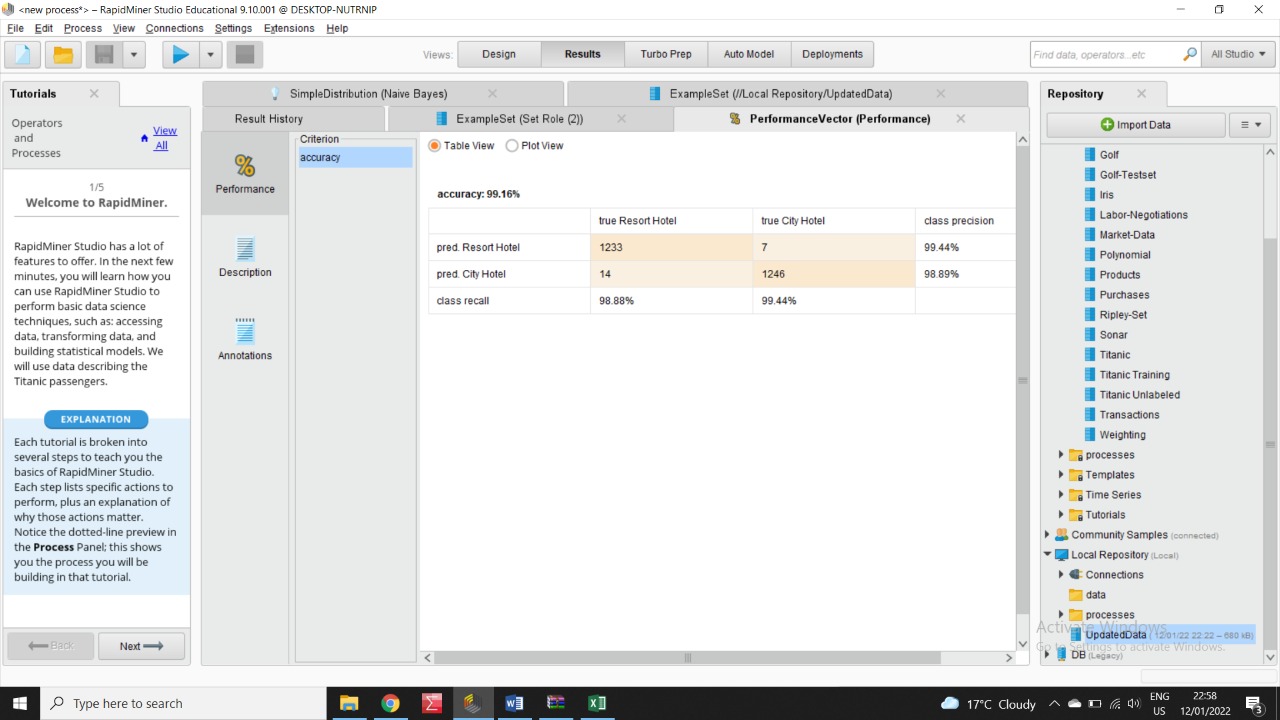 <new process*> – RapidMiner Studio Educational 9.10.001 @ DESKTOP-NUTRNIP
File Edit Process View Connections Settings Extensions Help
Views: Design Results Turbo Prep Auto Model Deployments
Find data, operators...etc
All Studio
Tutorials
Operators
and
Processes
View
All
1/5
Welcome to RapidMiner.
RapidMiner Studio has a lot of
features to offer. In the next few
minutes, you will learn how you
can use RapidMiner Studio to
perform basic data science
techniques, such as: accessing
data, transforming data, and
building statistical models. We
will use data describing the
Titanic passengers.
EXPLANATION
Each tutorial is broken into
several steps to teach you the
basics of RapidMiner Studio.
Each step lists specific actions to
perform, plus an explanation of
why those actions matter.
Notice the dotted-line preview in
the Process Panel; this shows
you the process you will be
building in that tutorial.
Back
Next
SimpleDistribution (Naive Bayes)
ExampleSet (//Local Repository/UpdatedData)
Result History
ExampleSet (Set Role (2))
% PerformanceVector (Performance)
%
Performance
Description
Annotations
Criterion
accuracy
Table View Plot View
accuracy: 99.16%
true Resort Hotel true City Hotel class precision
pred. Resort Hotel 1233 7 99.44%
pred. City Hotel 14 1246 98.89%
class recall 98.88% 99.44%
Repository
Import Data
Golf
Golf-Testset
Iris
Labor-Negotiations
Market-Data
Polynomial
Products
Purchases
Ripley-Set
Sonar
Titanic
Titanic Training
Titanic Unlabeled
Transactions
Weighting
processes
Templates
Time Series
Tutorials
Community Samples (connected)
Local Repository (Local)
Connections
data
processes
UpdatedData ( 12/01/22 22:22 – 680 kB)
DB (Legacy)
Activate Windows
Go to Settings to activate Windows.
Type here to search
17°C Cloudy
ENG
US
22:58
12/01/2022
3